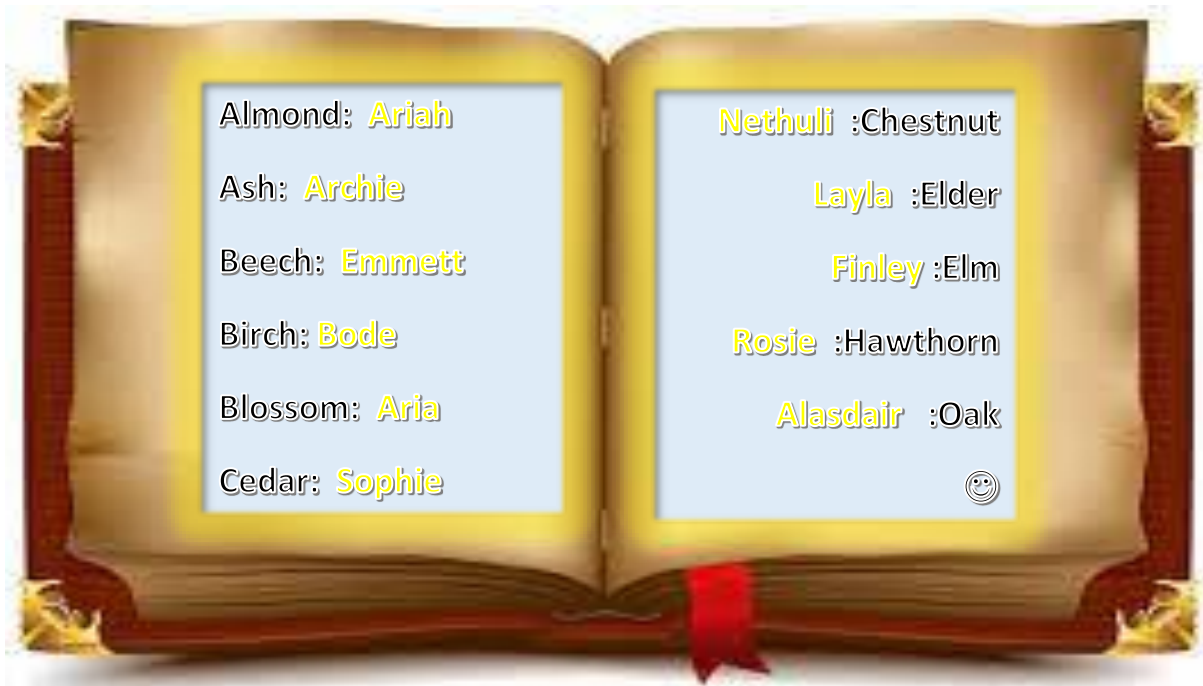 Almond: Ariah
Ash: Archie
Beech: Emmett
Birch: Bode
Blossom: Aria
Cedar: Sophie
Nethuli :Chestnut
Layla :Elder
Finley :Elm
Rosie :Hawthorn
Alasdair :Oak
☺